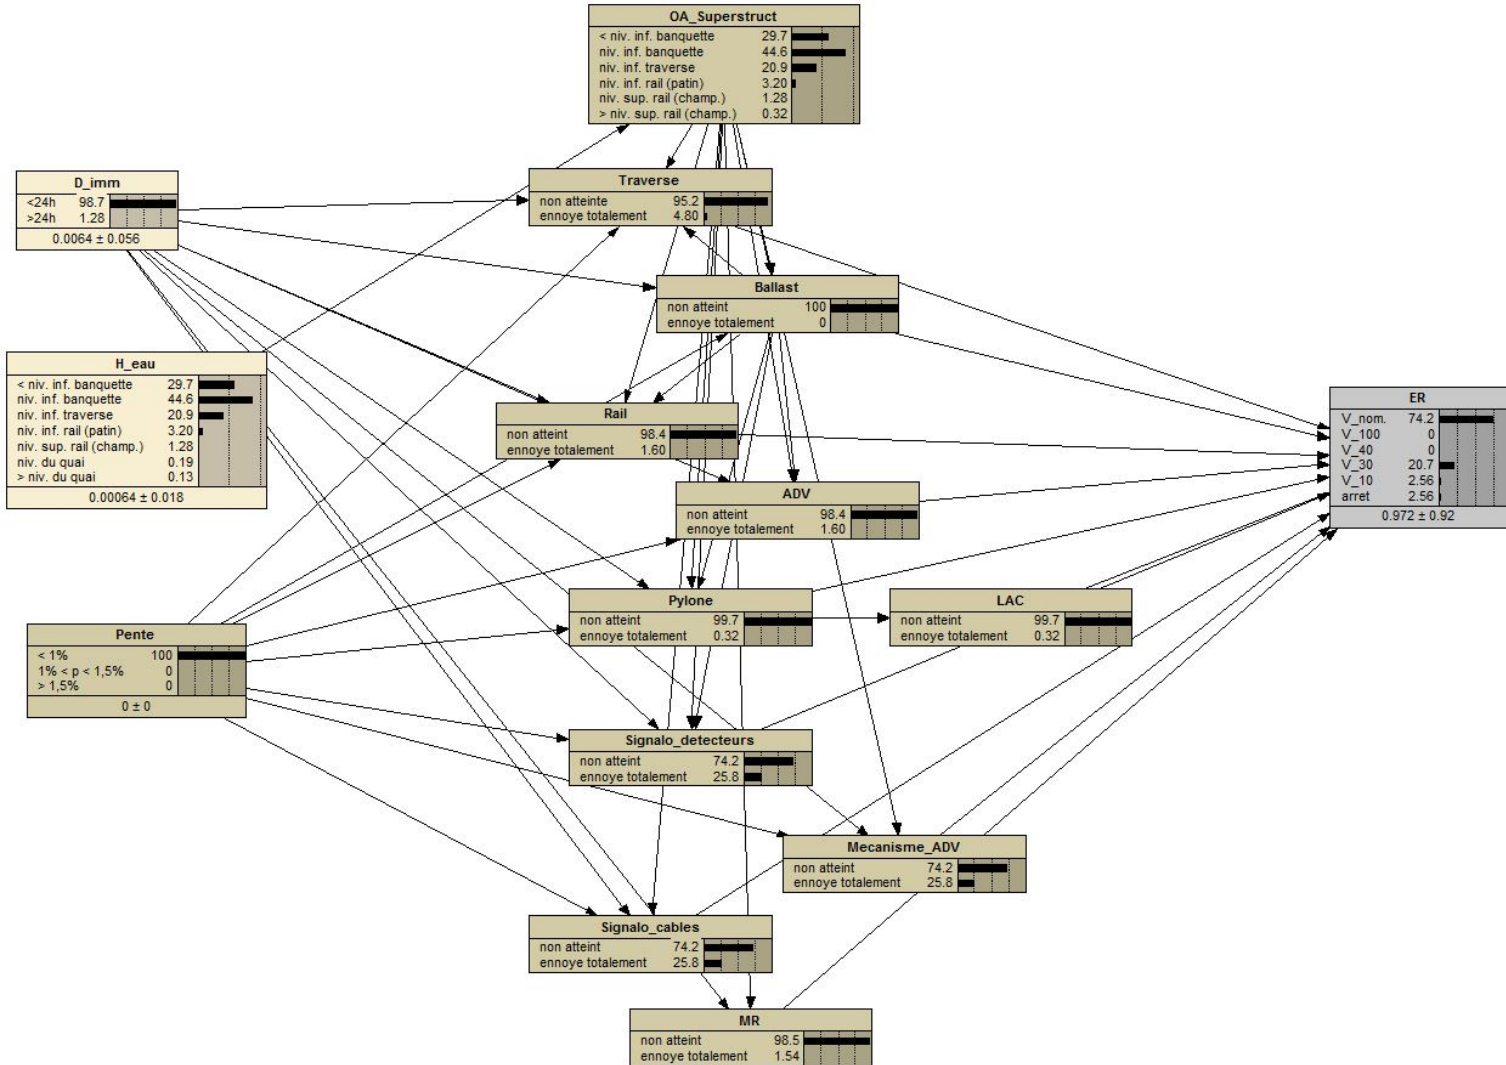 OA_Superstruct
< niv. inf. banquette 29.7
niv. inf. banquette 44.6
niv. inf. traverse 20.9
niv. inf. rail (patin) 3.20
niv. sup. rail (champ.) 1.28
> niv. sup. rail (champ.) 0.32
D_imm
<24h 98.7
>24h 1.28
0.0064 ± 0.056
Traverse
non atteinte 95.2
ennoye totalement 4.80
Ballast
non atteint 100
ennoye totalement 0
H_eau
< niv. inf. banquette 29.7
niv. inf. banquette 44.6
niv. inf. traverse 20.9
niv. inf. rail (patin) 3.20
niv. sup. rail (champ.) 1.28
niv. du quai 0.19
> niv. du quai 0.13
0.00064 ± 0.018
Rail
non atteint 98.4
ennoye totalement 1.60
ER
V_nom. 74.2
V_100 0
V_40 0
V_30 20.7
V_10 2.56
arret 2.56
0.972 ± 0.92
ADV
non atteint 98.4
ennoye totalement 1.60
Pylone
non atteint 99.7
ennoye totalement 0.32
LAC
non atteint 99.7
ennoye totalement 0.32
Pente
< 1% 100
1% < p < 1,5% 0
> 1,5% 0
0 ± 0
Signalo_detecteurs
non atteint 74.2
ennoye totalement 25.8
Mecanisme_ADV
non atteint 74.2
ennoye totalement 25.8
Signalo_cables
non atteint 74.2
ennoye totalement 25.8
MR
non atteint 98.5
ennoye totalement 1.54